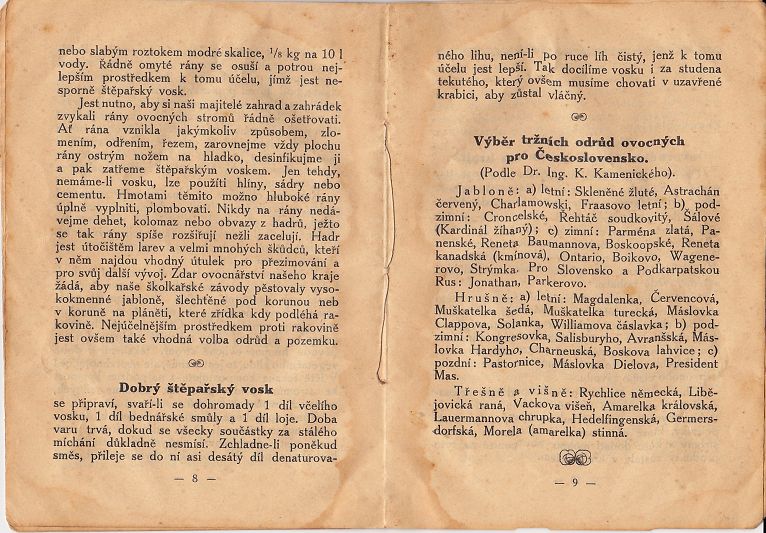 nebo slabým roztokem modré skalice, ⅛ kg na 10 l
vody. Řádně omyté rány se osuší a potrou nej-
lepším prostředkem k tomu účelu, jímž jest ne-
sporně štěpařský vosk.
Jest nutno, aby si naši majitelé zahrad a zahrádek
zvykali rány ovocných stromů řádně ošetřovati.
Ať rána vznikla jakýmkoliv způsobem, zlo-
mením, odřením, řezem, zarovnejme vždy plochu
rány ostrým nožem na hladko, desinfikujme ji
a pak zatřeme štěpařským voskem. Jen tehdy,
nemáme-li vosku, lze použíti hlíny, sádry nebo
cementu. Hmotami těmito možno hluboké rány
úplně vyplniti, plombovati. Nikdy na rány nedá-
vejme dehet, kolomaz nebo obvazy z hadrů, ježto
se tak rány spíše rozšiřují nežli zacelují. Hadr
jest útočištěm larev a velmi mnohých škůdců, kteří
v něm najdou vhodný útulek pro přezimování a
pro svůj další vývoj. Zdar ovocnářství našeho kraje
žádá, aby naše školkařské závody pěstovaly vyso-
kokmenné jabloně, šlechtěné pod korunou neb
v koruně na pláněti, které zřídka kdy podléhá ra-
kovině. Nejúčelnějším prostředkem proti rakovině
jest ovšem také vhodná volba odrůd a pozemku.
Dobrý štěpařský vosk
se připraví, svaří-li se dohromady 1 díl včelího
vosku, 1 díl bednářské smůly a 1 díl loje. Doba
varu trvá, dokud se všecky součástky za stálého
míchání důkladně nesmísí. Zchladne-li poněkud
směs, přileje se do ní asi desátý díl denaturova-
— 8 —
ného lihu, není-li po ruce líh čistý, jenž k tomu
účelu jest lepší. Tak docílíme vosku i za studena
tekutého, který ovšem musíme chovati v uzavřené
krabici, aby zůstal vláčný.
Výběr tržních odrůd ovocných
pro Československo.
(Podle Dr. Ing. K. Kamenického).
Jabloně: a) letní: Skleněné žluté, Astrachán
červený, Charlamowski, Fraasovo letní; b) pod-
zimní: Croncelské, Řehtáč soudkovitý, Sálové
(Kardinál žíhaný); c) zimní: Parména zlatá, Pa-
nenské, Reneta Baumannova, Boskoopské, Reneta
kanadská (kmínová), Ontario, Boikovo, Wagene-
rovo, Strýmka. Pro Slovensko a Podkarpatskou
Rus: Jonathan, Parkerovo.
Hrušně: a) letní: Magdalenka, Červencová,
Muškatelka šedá, Muškatelka turecká, Máslovka
Clappova, Solanka, Williamova čáslavka; b) pod-
zimní: Kongresovka, Salisburyho, Avranšská, Más-
lovka Hardyho, Charneuská, Boskova lahvice; c)
pozdní: Pastornice, Máslovka Dielova, President
Mas.
Třešně a višně: Rychlice německá, Libě-
jovická raná, Vackova višeň, Amarelka královská,
Lauermannova chrupka, Hedelfingenská, Germers-
dorfská, Morela (amarelka) stinná.
— 9 —